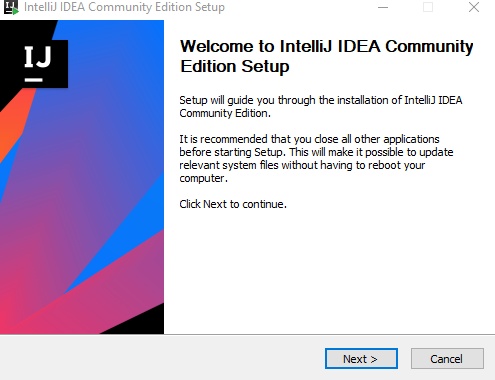 IntelliJ IDEA Community Edition Setup
IJ
Welcome to IntelliJ IDEA Community
Edition Setup
Setup will guide you through the installation of IntelliJ IDEA
Community Edition.
It is recommended that you close all other applications
before starting Setup. This will make it possible to update
relevant system files without having to reboot your
computer.
Click Next to continue.
Next >
Cancel